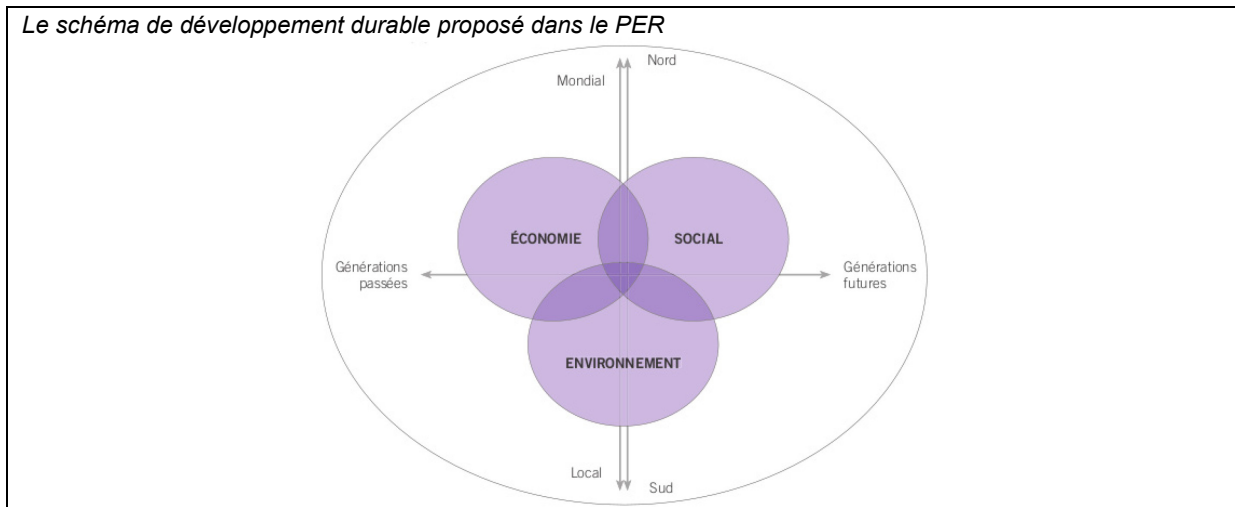 Le schéma de développement durable proposé dans le PER
Nord
Mondial
ÉCONOMIE
SOCIAL
Générations
passées
Générations
futures
ENVIRONNEMENT
Local
Sud